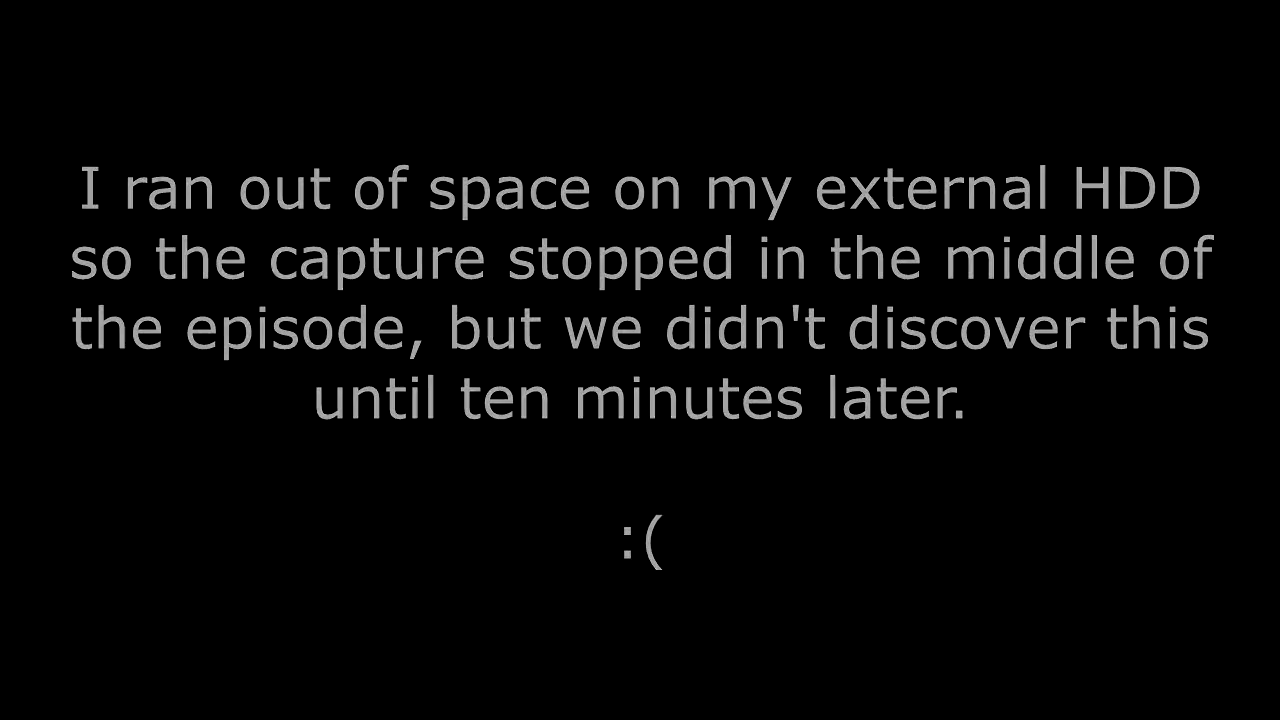 I ran out of space on my external HDD
so the capture stopped in the middle of
the episode, but we didn't discover this
until ten minutes later.
:(